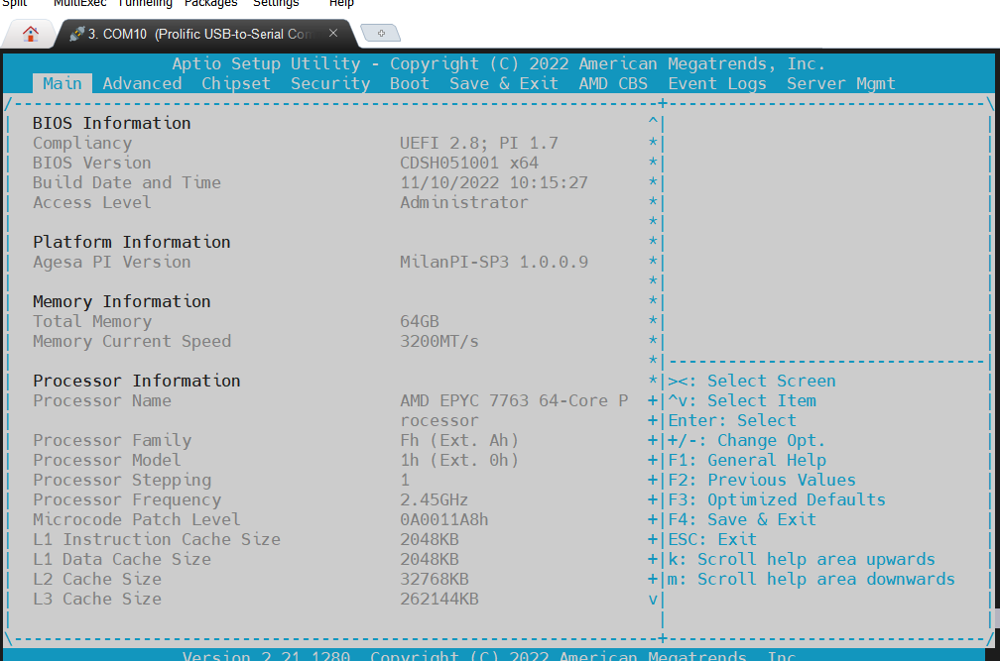 Split MultiExec Tunneling Packages Settings Help
3. COM10 (Prolific USB-to-Serial Con
Aptio Setup Utility - Copyright (C) 2022 American Megatrends, Inc.
Main Advanced Chipset Security Boot Save & Exit AMD CBS Event Logs Server Mgmt
BIOS Information
Compliancy UEFI 2.8; PI 1.7
BIOS Version CDSH051001 x64
Build Date and Time 11/10/2022 10:15:27
Access Level Administrator
Platform Information
Agesa PI Version MilanPI-SP3 1.0.0.9
Memory Information
Total Memory 64GB
Memory Current Speed 3200MT/s
Processor Information ><: Select Screen
Processor Name AMD EPYC 7763 64-Core P ^v: Select Item
rocessor Enter: Select
Processor Family Fh (Ext. Ah) +/-: Change Opt.
Processor Model 1h (Ext. 0h) F1: General Help
Processor Stepping 1 F2: Previous Values
Processor Frequency 2.45GHz F3: Optimized Defaults
Microcode Patch Level 0A0011A8h F4: Save & Exit
L1 Instruction Cache Size 2048KB ESC: Exit
L1 Data Cache Size 2048KB k: Scroll help area upwards
L2 Cache Size 32768KB m: Scroll help area downwards
L3 Cache Size 262144KB
Version 2.21.1280. Copyright (C) 2022 American Megatrends, Inc.